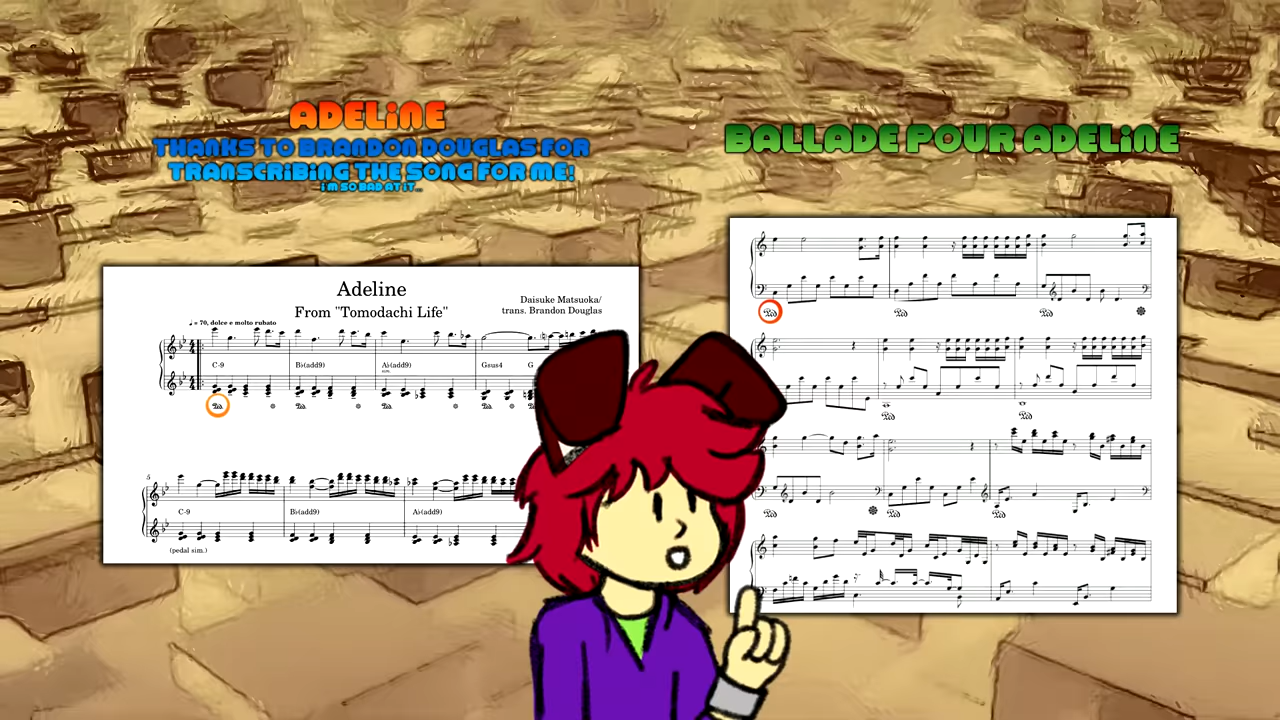 ADELiNE
THANKS TO BRANDON DOUGLAS FOR
TRANSCRiBiNG THE SONG FOR ME!
i'M SO BAD AT iT..
BALLADE POUR ADELiNE
Adeline
From "Tomodachi Life"
Daisuke Matsuoka/
trans. Brandon Douglas
♩ = 70, dolce e molto rubato
C-9 B♭(add9) A♭(add9) Gsus4 G
sim.
5
C-9 B♭(add9) A♭(add9)
(pedal sim.)